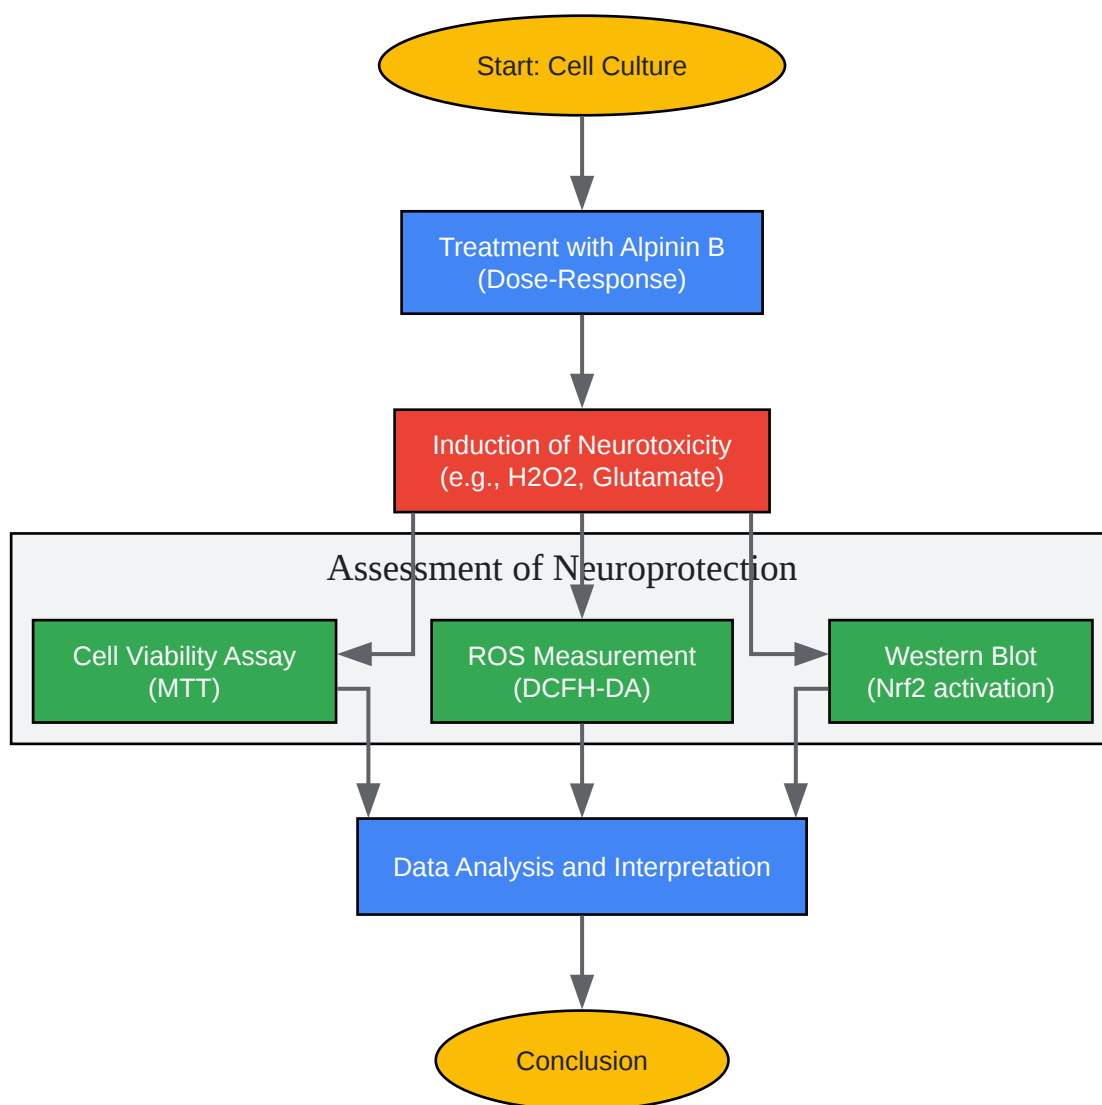 Start: Cell Culture
Treatment with Alpinin B
(Dose-Response)
Induction of Neurotoxicity
(e.g., H2O2, Glutamate)
Assessment of Neuroprotection
Cell Viability Assay
(MTT)
ROS Measurement
(DCFH-DA)
Western Blot
(Nrf2 activation)
Data Analysis and Interpretation
Conclusion